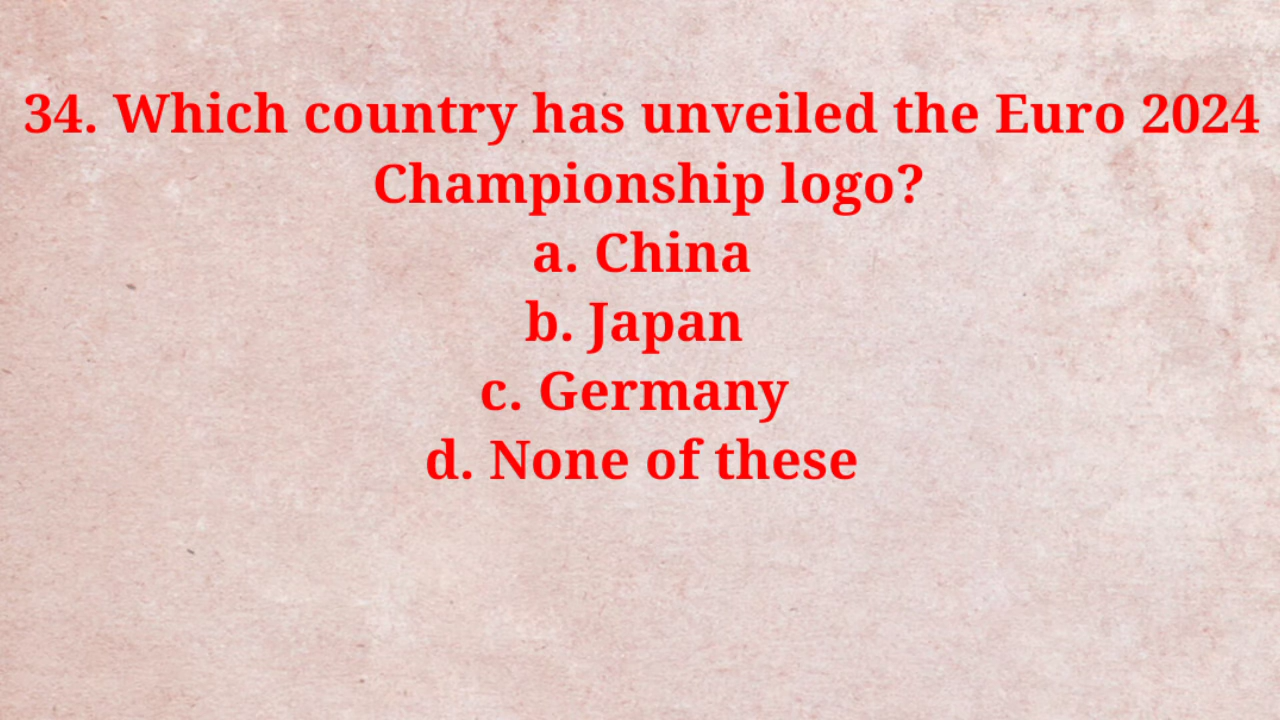 34. Which country has unveiled the Euro 2024
Championship logo?
a. China
b. Japan
c. Germany
d. None of these